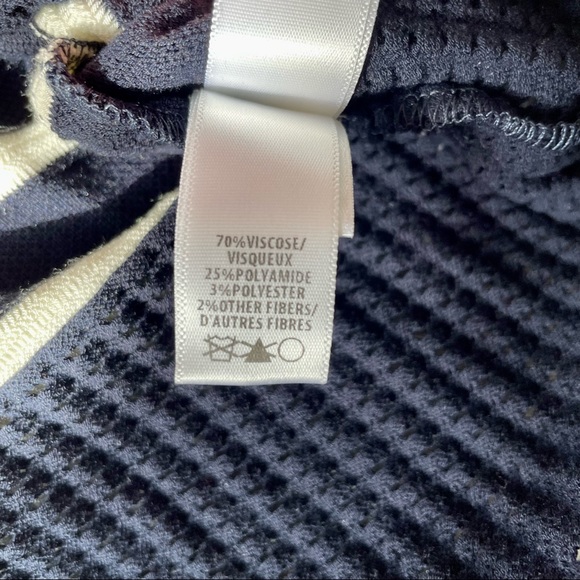 70%VISCOSE/
VISQUEUX
25%POLYAMIDE
3%POLYESTER
2%OTHER FIBERS/
D'AUTRES FIBRES